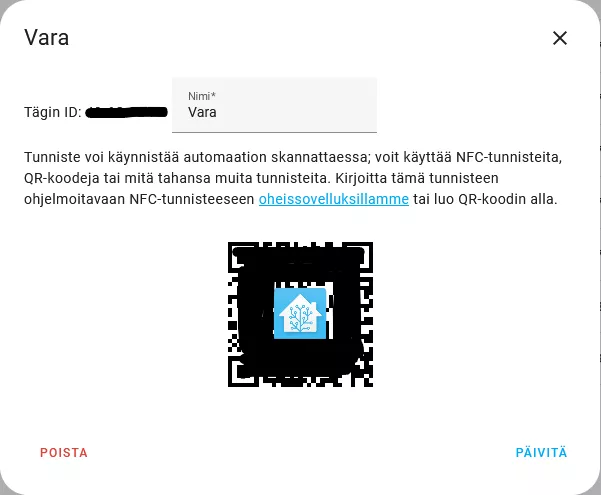 Vara
Tägin ID:
Nimi*
Vara
Tunniste voi käynnistää automaation skannattaessa; voit käyttää NFC-tunnisteita,
QR-koodeja tai mitä tahansa muita tunnisteita. Kirjoitta tämä tunnisteen
ohjelmoitavaan NFC-tunnisteeseen oheissovelluksillamme tai luo QR-koodin alla.
POISTA
PÄIVITÄ